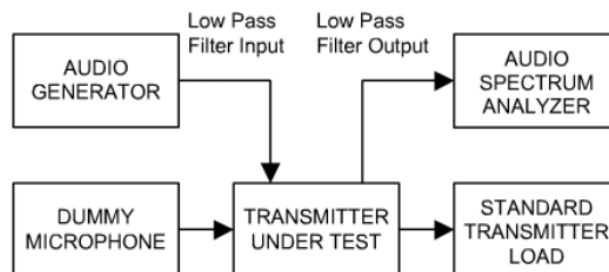 Low Pass
Filter Input
Low Pass
Filter Output
AUDIO
GENERATOR
AUDIO
SPECTRUM
ANALYZER
DUMMY
MICROPHONE
TRANSMITTER
UNDER TEST
STANDARD
TRANSMITTER
LOAD